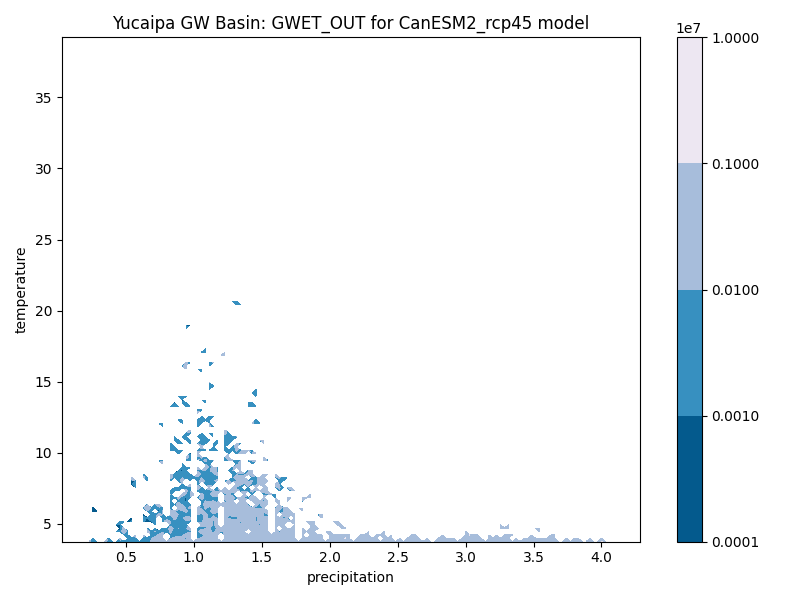 Yucaipa GW Basin: GWET_OUT for CanESM2_rcp45 model
1e7
1.0000
0.1000
0.0100
0.0010
0.0001
temperature
35
30
25
20
15
10
5
0.5 1.0 1.5 2.0 2.5 3.0 3.5 4.0
precipitation